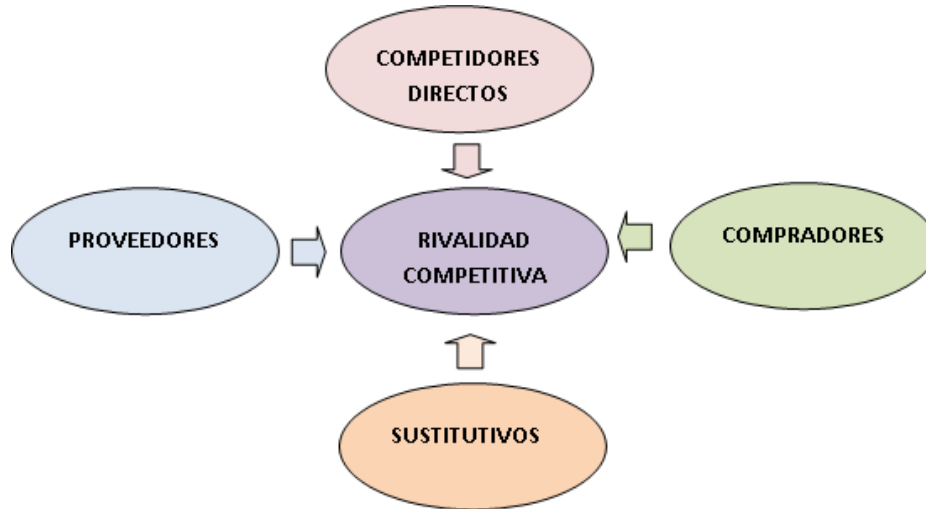 COMPETIDORES
DIRECTOS
PROVEEDORES
RIVALIDAD
COMPETITIVA
COMPRADORES
SUSTITUTIVOS